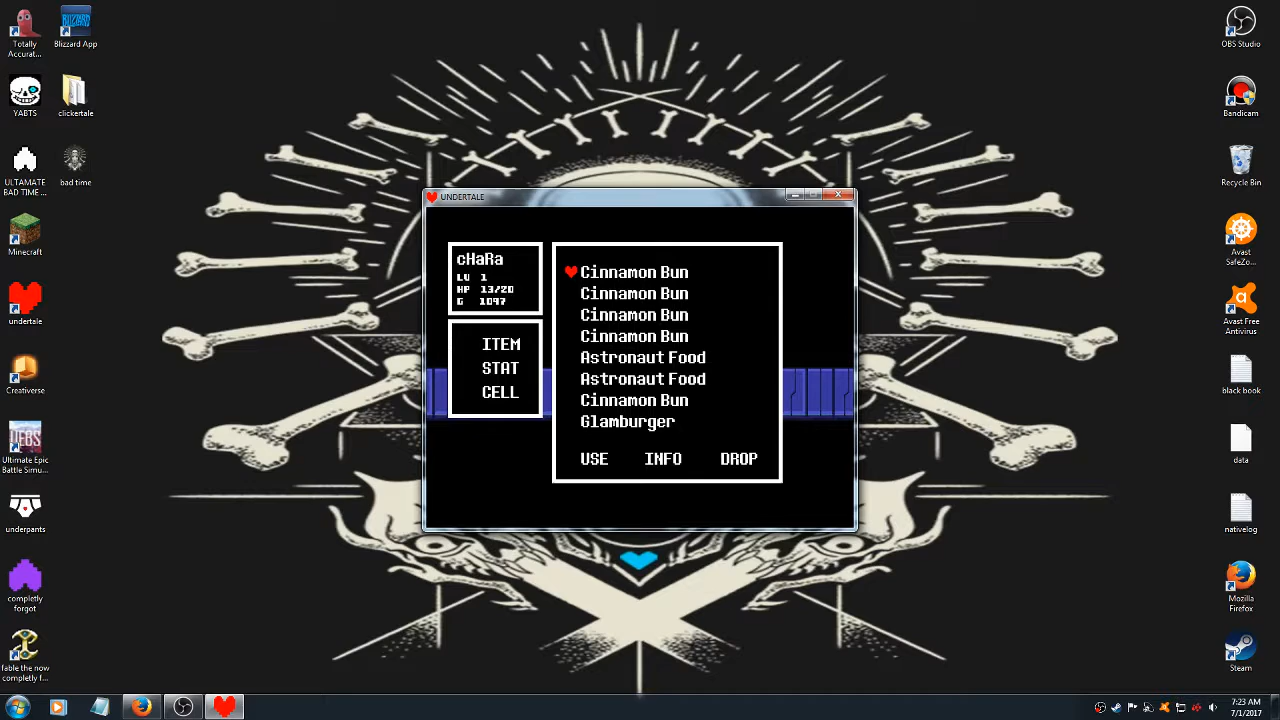 Totally
Accurat...
Blizzard App
YABTS
clickertale
ULTAMATE
BAD TIME...
bad time
Minecraft
undertale
Creativerse
Ultimate Epic
Battle Simu...
underpants
completly
forgot
fable the now
completly f...
UNDERTALE
cHaRa
LV 1
HP 13/20
G 1097
ITEM
STAT
CELL
Cinnamon Bun
Cinnamon Bun
Cinnamon Bun
Cinnamon Bun
Astronaut Food
Astronaut Food
Cinnamon Bun
Glamburger
USE INFO DROP
OBS Studio
Bandicam
Recycle Bin
Avast
SafeZo...
Avast Free
Antivirus
black book
data
nativelog
Mozilla
Firefox
Steam
7:23 AM
7/1/2017